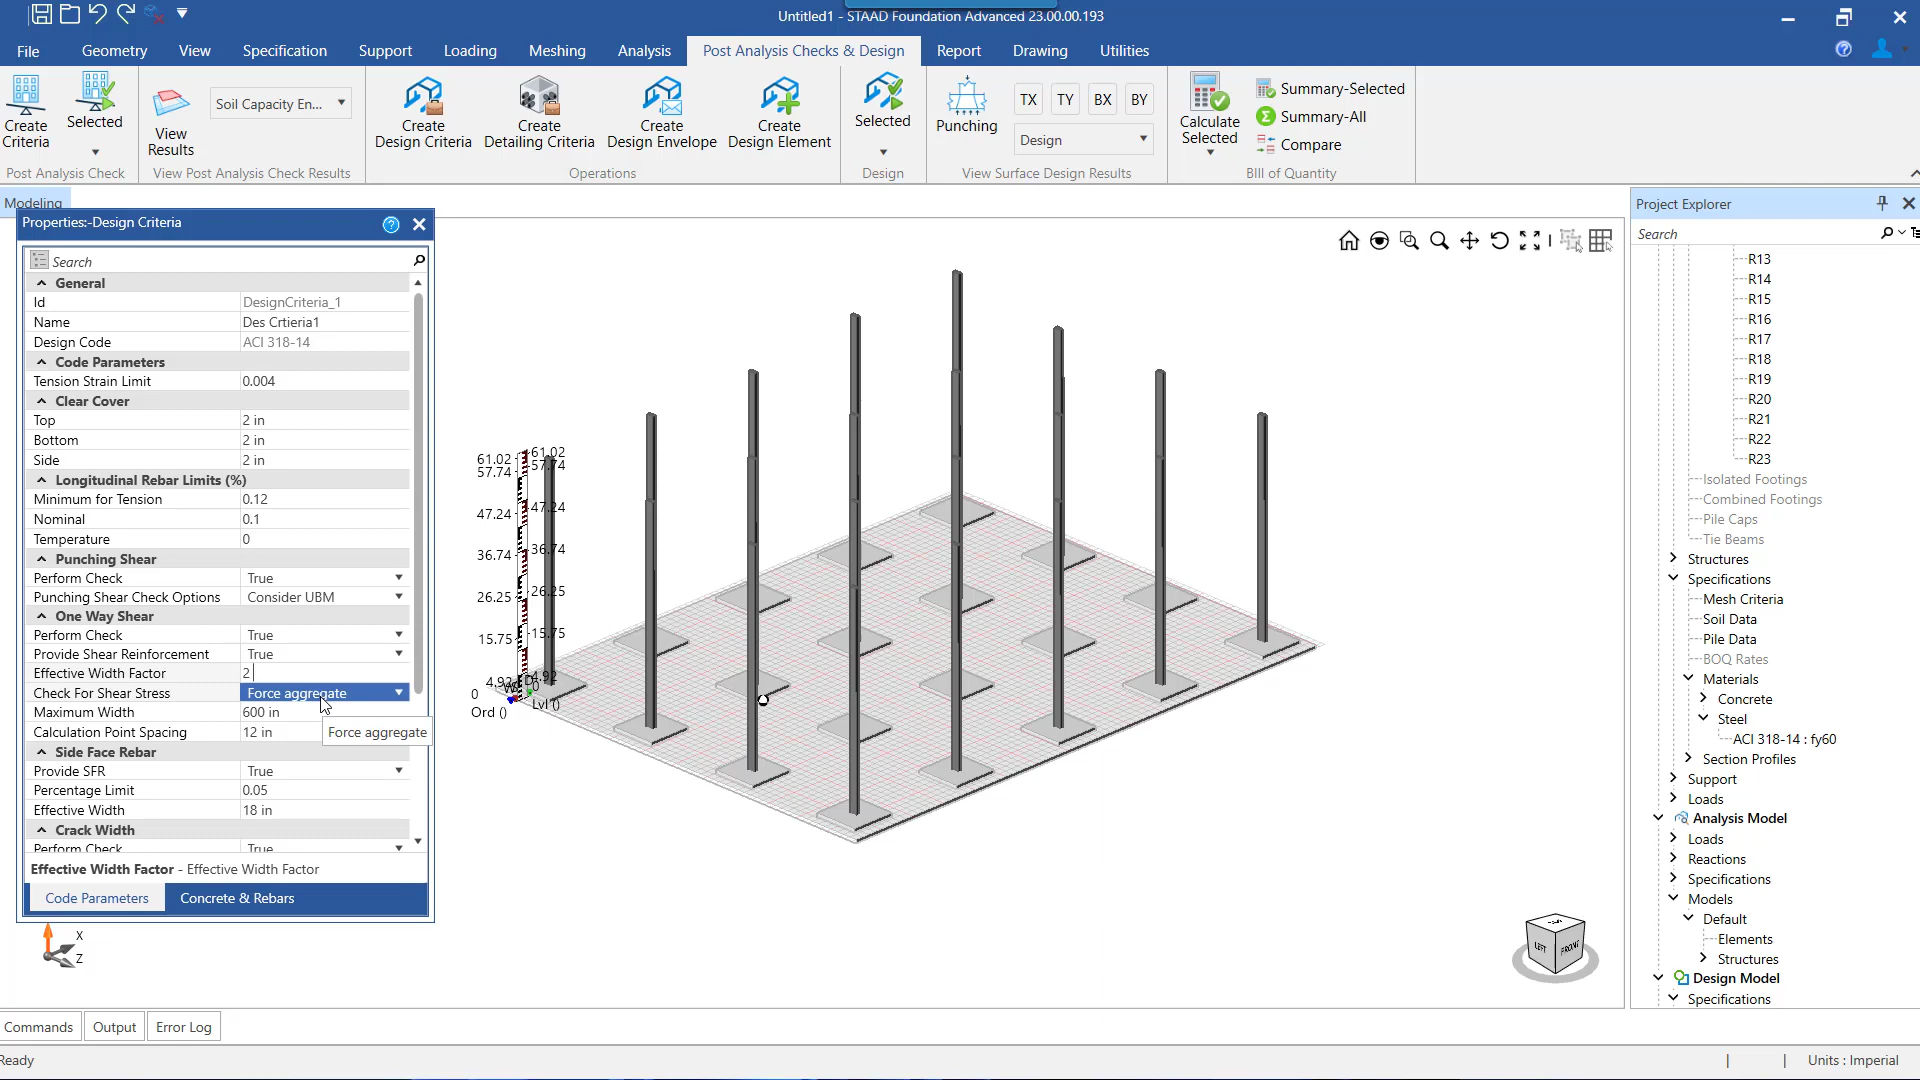 Untitled1 - STAAD Foundation Advanced 23.00.00.193
File Geometry View Specification Support Loading Meshing Analysis Post Analysis Checks & Design Report Drawing Utilities
Create Criteria
Selected
Post Analysis Check
View Results
Soil Capacity En...
View Post Analysis Check Results
Create Design Criteria
Create Detailing Criteria
Create Design Envelope
Create Design Element
Operations
Selected
Design
Punching
TX TY BX BY
Design
View Surface Design Results
Calculate Selected
Summary-Selected
Summary-All
Compare
BIll of Quantity
Modeling
Properties:-Design Criteria
Search
General
Id DesignCriteria_1
Name Des Crtieria1
Design Code ACI 318-14
Code Parameters
Tension Strain Limit 0.004
Clear Cover
Top 2 in
Bottom 2 in
Side 2 in
Longitudinal Rebar Limits (%)
Minimum for Tension 0.12
Nominal 0.1
Temperature 0
Punching Shear
Perform Check True
Punching Shear Check Options Consider UBM
One Way Shear
Perform Check True
Provide Shear Reinforcement True
Effective Width Factor 2
Check For Shear Stress Force aggregate
Maximum Width 600 in
Force aggregate
Calculation Point Spacing 12 in
Side Face Rebar
Provide SFR True
Percentage Limit 0.05
Effective Width 18 in
Crack Width
Perform Check True
Effective Width Factor - Effective Width Factor
Code Parameters Concrete & Rebars
61.02 61.02
57.74 57.74
47.24 47.24
36.74 36.74
26.25 26.25
15.75 15.75
4.92 4.92
0 0
Ord () Lvl ()
X
Z
LEFT FRONT
Project Explorer
Search
R13
R14
R15
R16
R17
R18
R19
R20
R21
R22
R23
Isolated Footings
Combined Footings
Pile Caps
Tie Beams
Structures
Specifications
Mesh Criteria
Soil Data
Pile Data
BOQ Rates
Materials
Concrete
Steel
ACI 318-14 : fy60
Section Profiles
Support
Loads
Analysis Model
Loads
Reactions
Specifications
Models
Default
Elements
Structures
Design Model
Specifications
Commands Output Error Log
Ready
Units : Imperial